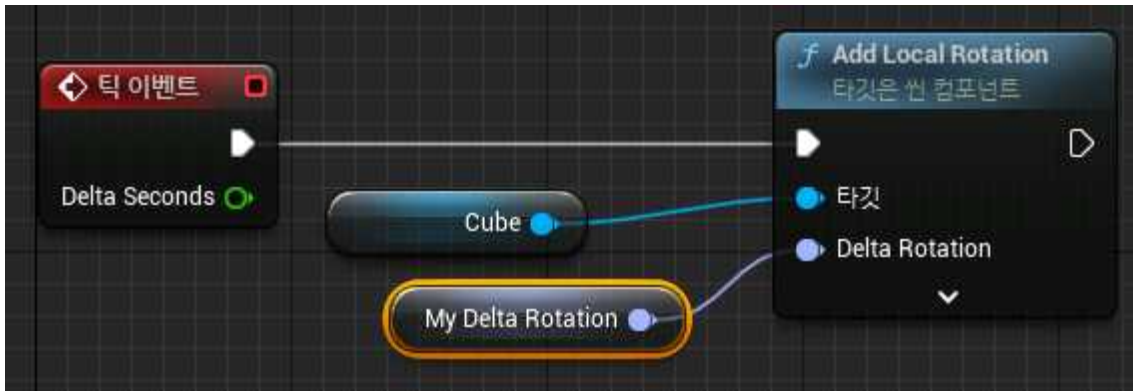 틱 이벤트
Delta Seconds
Cube
My Delta Rotation
f Add Local Rotation
타깃은 씬 컴포넌트
타깃
Delta Rotation